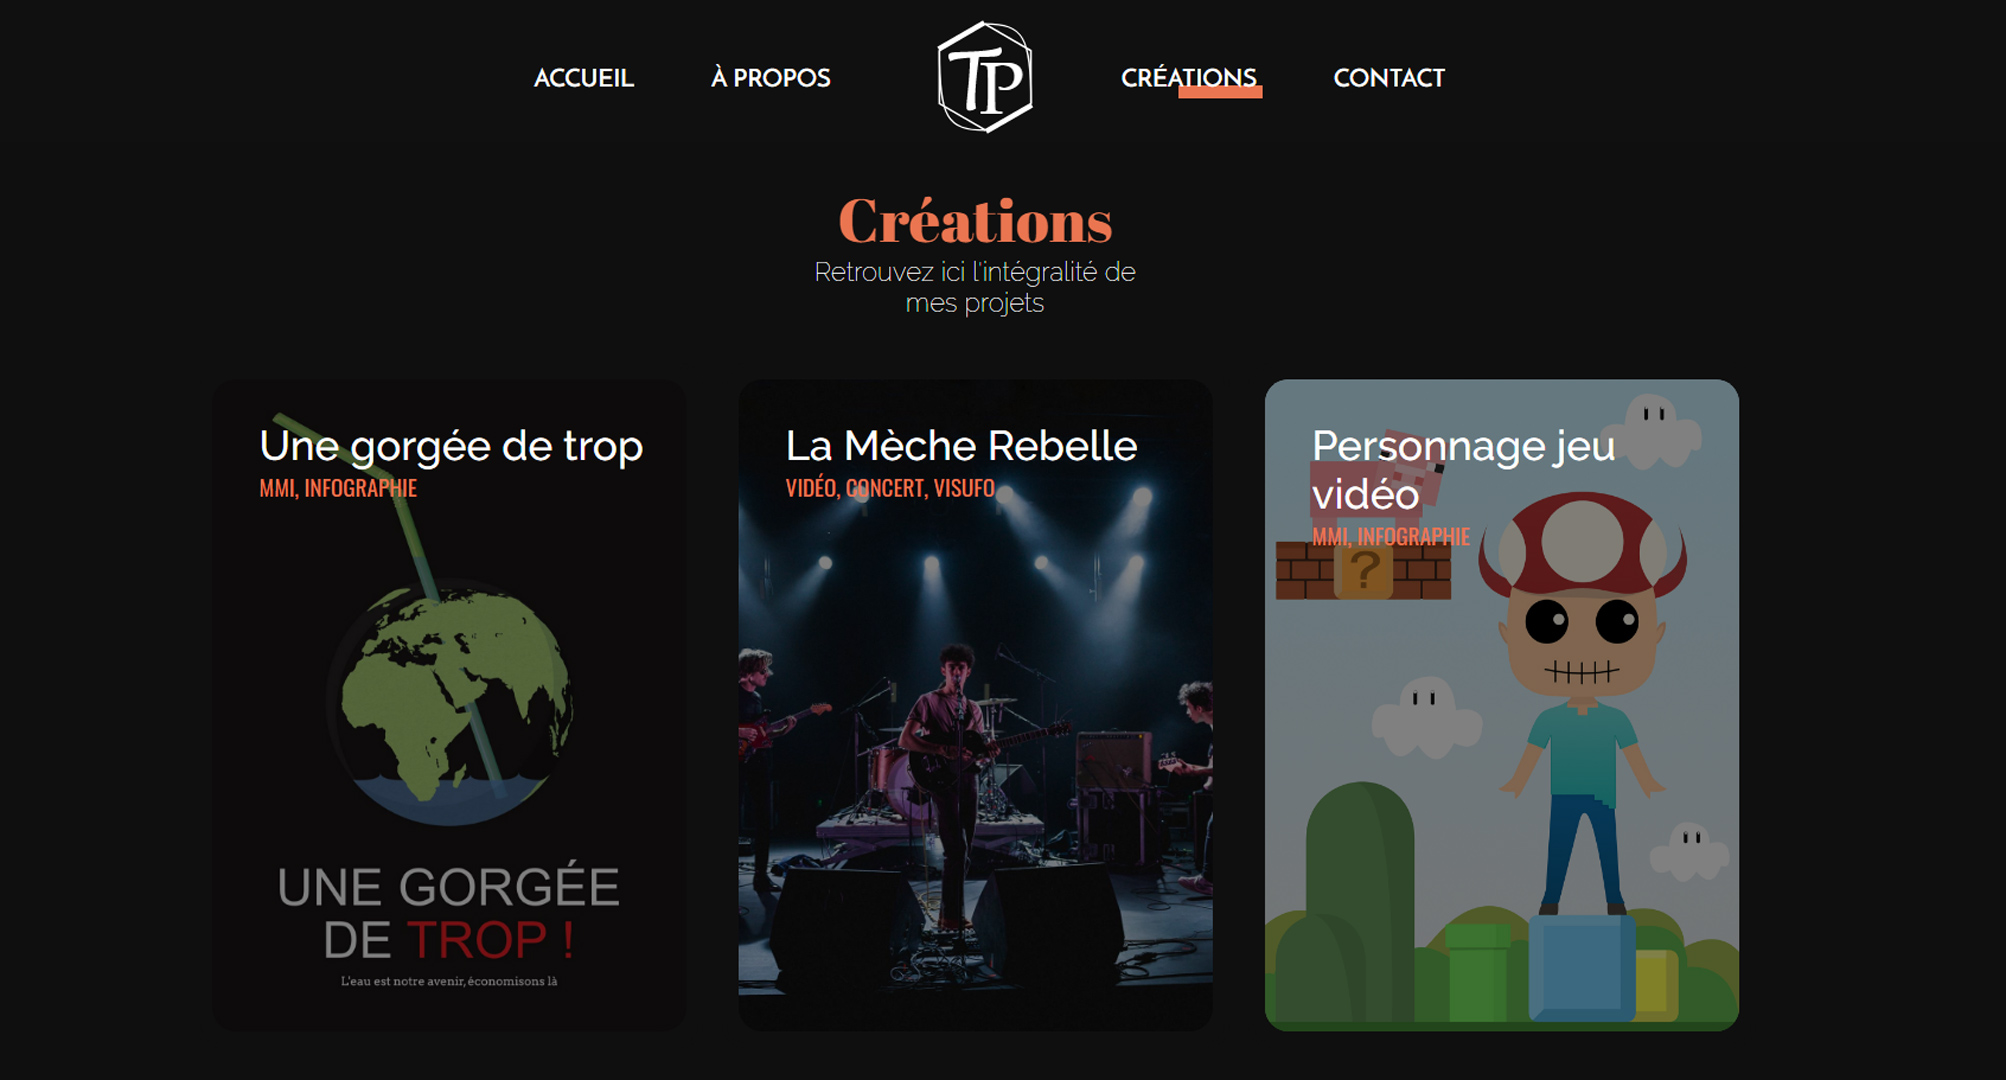 ACCUEIL À PROPOS TP CRÉATIONS CONTACT
Créations
Retrouvez ici l'intégralité de
mes projets
Une gorgée de trop
MMI, INFOGRAPHIE
UNE GORGÉE
DE TROP !
L'eau est notre avenir, économisons là
La Mèche Rebelle
VIDÉO, CONCERT, VISUFO
Personnage jeu
vidéo
MMI, INFOGRAPHIE
?